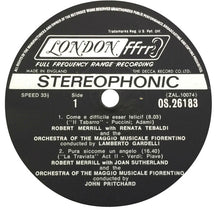 TRADEMARKS REG.
LONDON ffrr
FULL FREQUENCY RANGE RECORDING
MADE IN ENGLAND THE DECCA RECORD CO. LTD.
STEREOPHONIC
SPEED 33⅓ Side (ZAL.10074)
1 OS.26183
1. Come e difficile esser felici! (8.05)
("Il Tabarro" - Puccini; Adami)
ROBERT MERRILL with RENATA TEBALDI
and the
ORCHESTRA OF THE MAGGIO MUSICALE FIORENTINO
conducted by
LAMBERTO GARDELLI
2. Pura siccome un angelo (16.40)
("La Traviata" Act II - Verdi; Piave)
ROBERT MERRILL with JOAN SUTHERLAND
and the
ORCHESTRA OF THE MAGGIO MUSICALE FIORENTINO
conducted by
JOHN PRITCHARD